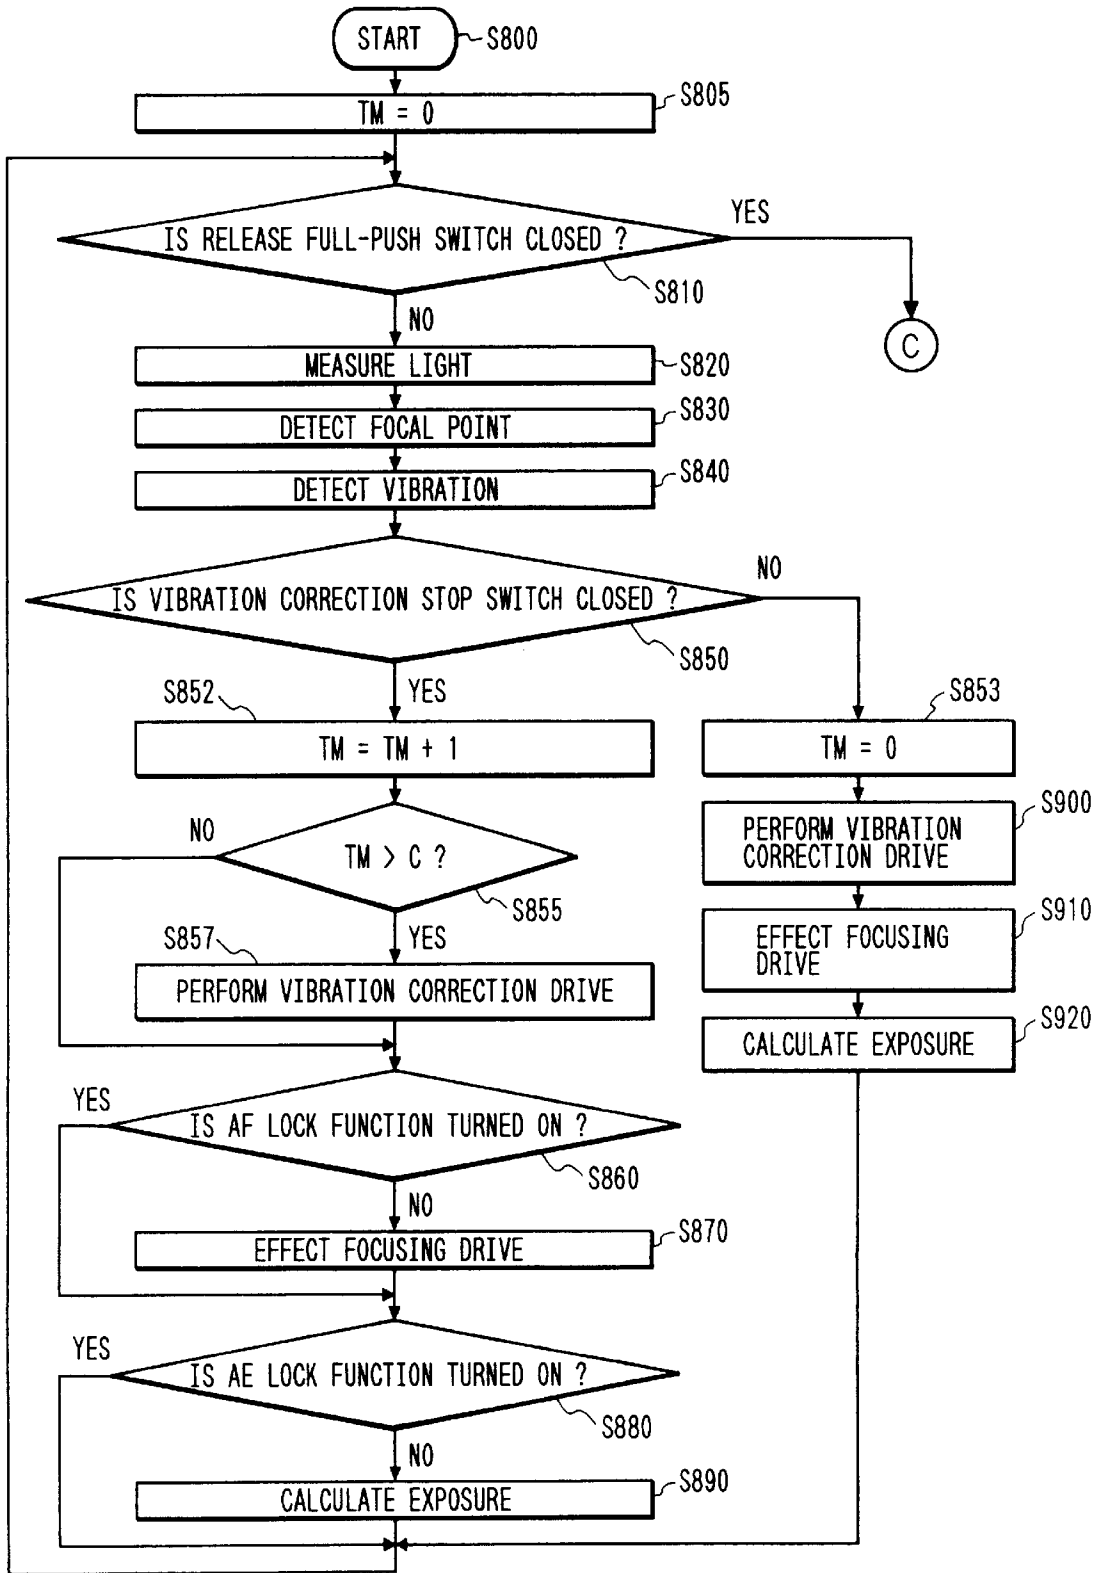 START
S800
TM = 0
S805
IS RELEASE FULL-PUSH SWITCH CLOSED ?
YES
S810
NO
C
MEASURE LIGHT
S820
DETECT FOCAL POINT
S830
DETECT VIBRATION
S840
IS VIBRATION CORRECTION STOP SWITCH CLOSED ?
NO
S850
YES
S852
TM = TM + 1
S853
TM = 0
NO
TM > C ?
S855
YES
S900
PERFORM VIBRATION
CORRECTION DRIVE
S857
PERFORM VIBRATION CORRECTION DRIVE
S910
EFFECT FOCUSING
DRIVE
S920
CALCULATE EXPOSURE
YES
IS AF LOCK FUNCTION TURNED ON ?
S860
NO
EFFECT FOCUSING DRIVE
S870
YES
IS AE LOCK FUNCTION TURNED ON ?
S880
NO
CALCULATE EXPOSURE
S890